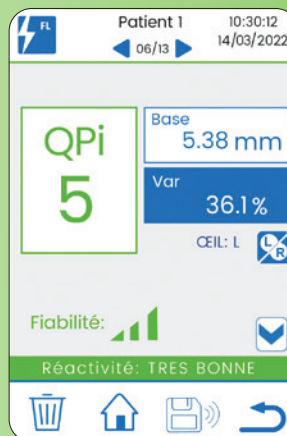 FL
Patient 1
10:30:12
06/13
14/03/2022
QPi
5
Base
5.38 mm
Var
36.1%
ŒIL: L
L
R
Fiabilité:
Réactivité: TRES BONNE